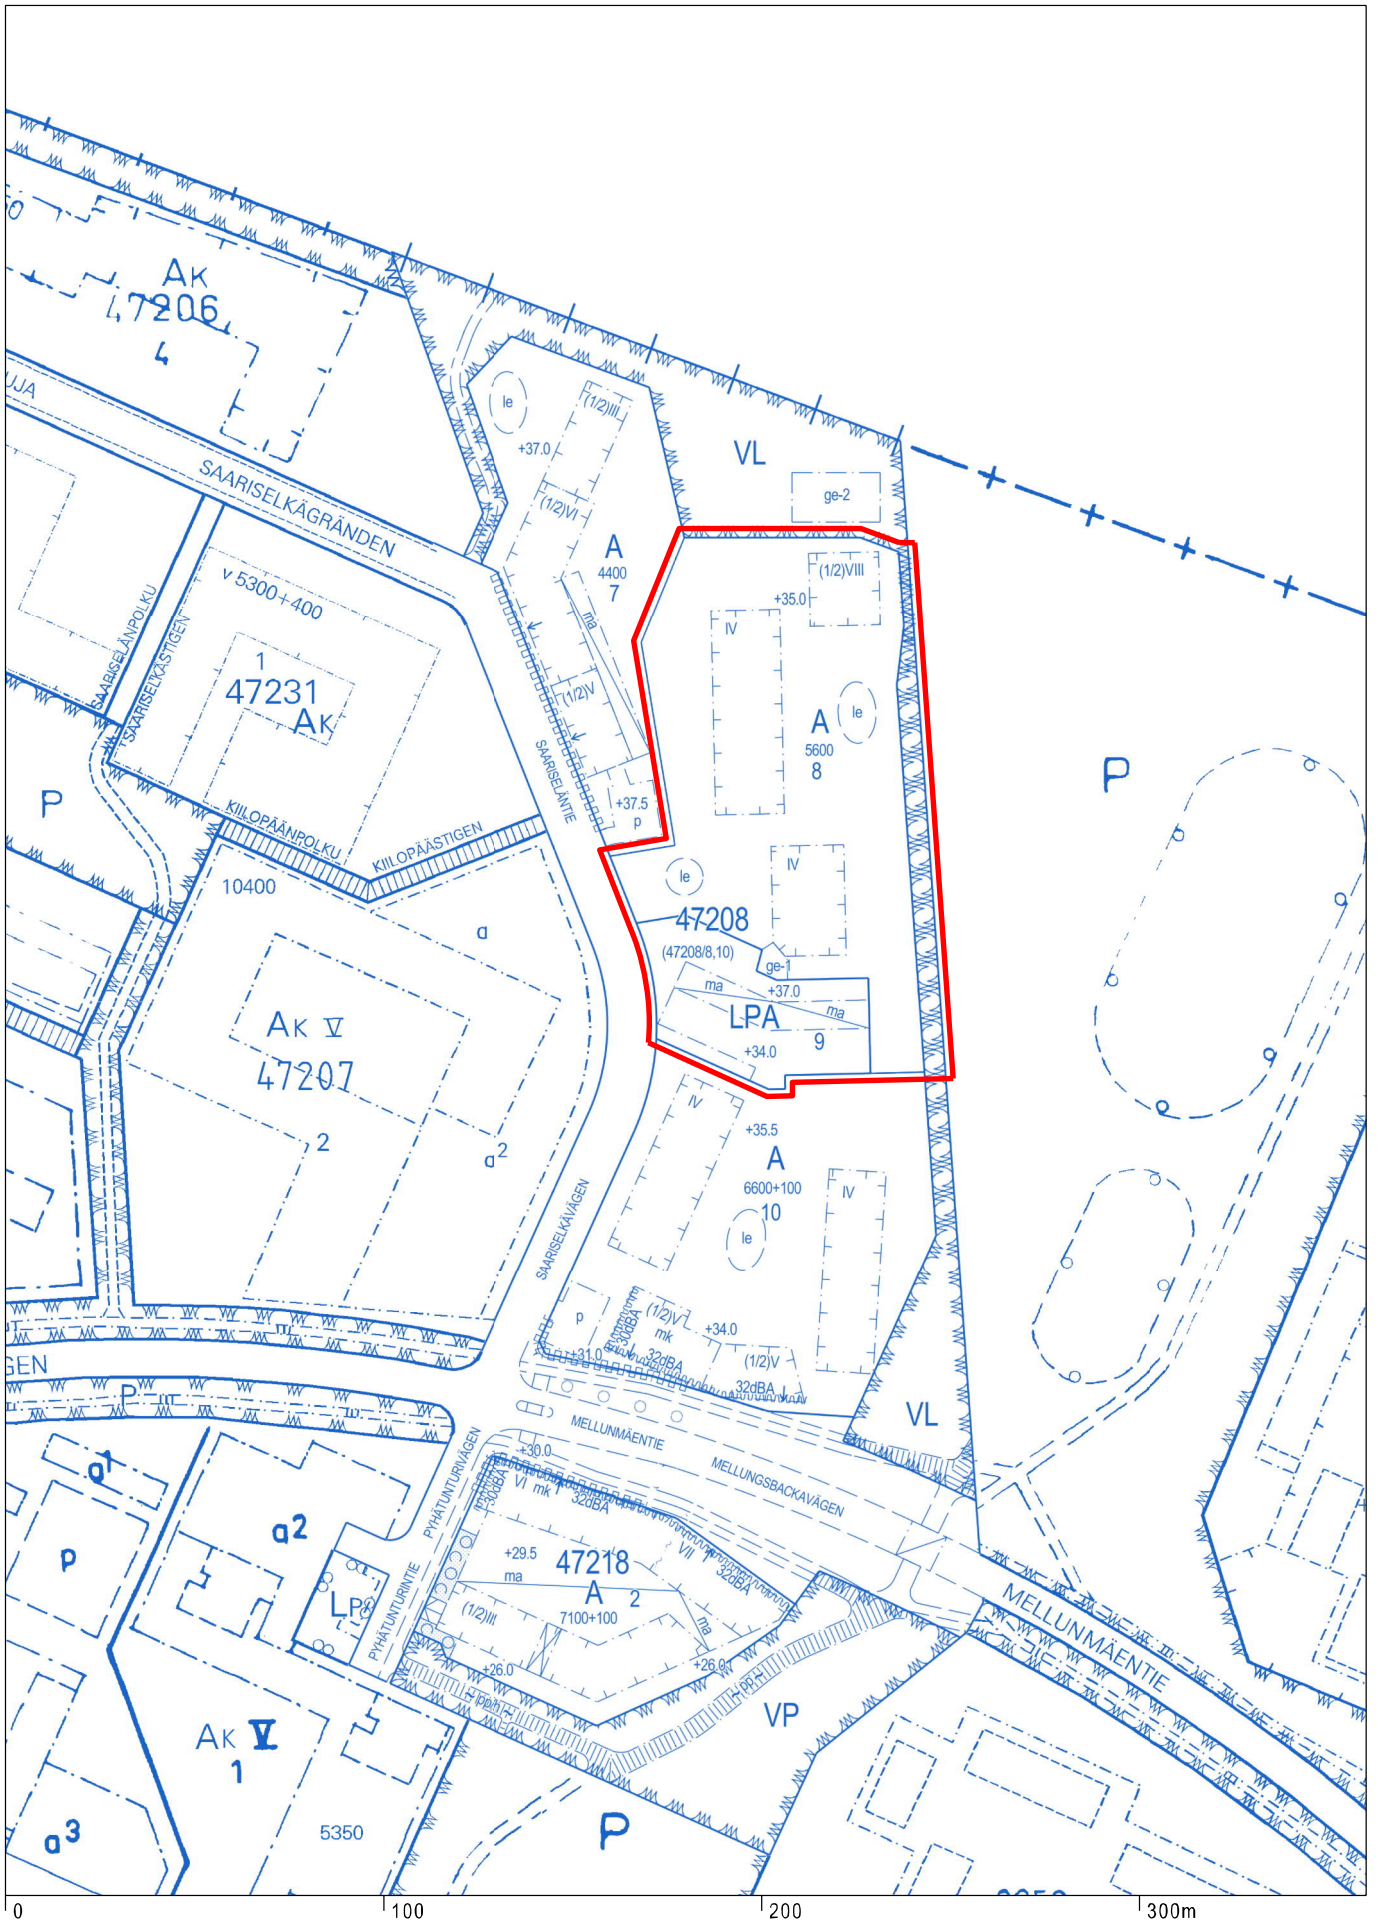 AK
47206
4
UJA
SAARISELKÄGRÄNDEN
le
(1/2)III
+37.0
(1/2)VI
VL
ge-2
A
4400
7
ma
(1/2)VIII
+35.0
IV
SAARISELÄNPOLKU
SAARISELKÄSTIGEN
v 5300+400
1
47231
AK
(1/2)V
SAARISELÄNTIE
+37.5
p
le
A
5600
8
P
P
KIILOPÄÄNPOLKU
KIILOPÄÄSTIGEN
10400
a
le
IV
47208
(47208/8,10)
ge-1
ma
+37.0
LPA
ma
9
+34.0
AK V
47207
2
a2
IV
+35.5
A
6600+100
10
le
IV
SAARISELKÄVÄGEN
p
30dBA
(1/2)V
mk
+34.0
+31.0
32dBA
(1/2)V
32dBA
VL
GEN
P
MELLUNMÄENTIE
MELLUNGSBACKAVÄGEN
+30.0
PYHÄTUNTURIVÄGEN
PYHÄTUNTURINTIE
30dBA
VI mk
32dBA
VII
32dBA
+29.5
47218
ma
A 2
7100+100
(1/2)III
ma
+26.0
+26.0
pp/h
pp
VP
MELLUNMÄENTIE
a1
p
a2
LPA
AK V
1
5350
a3
P
0 100 200 300m